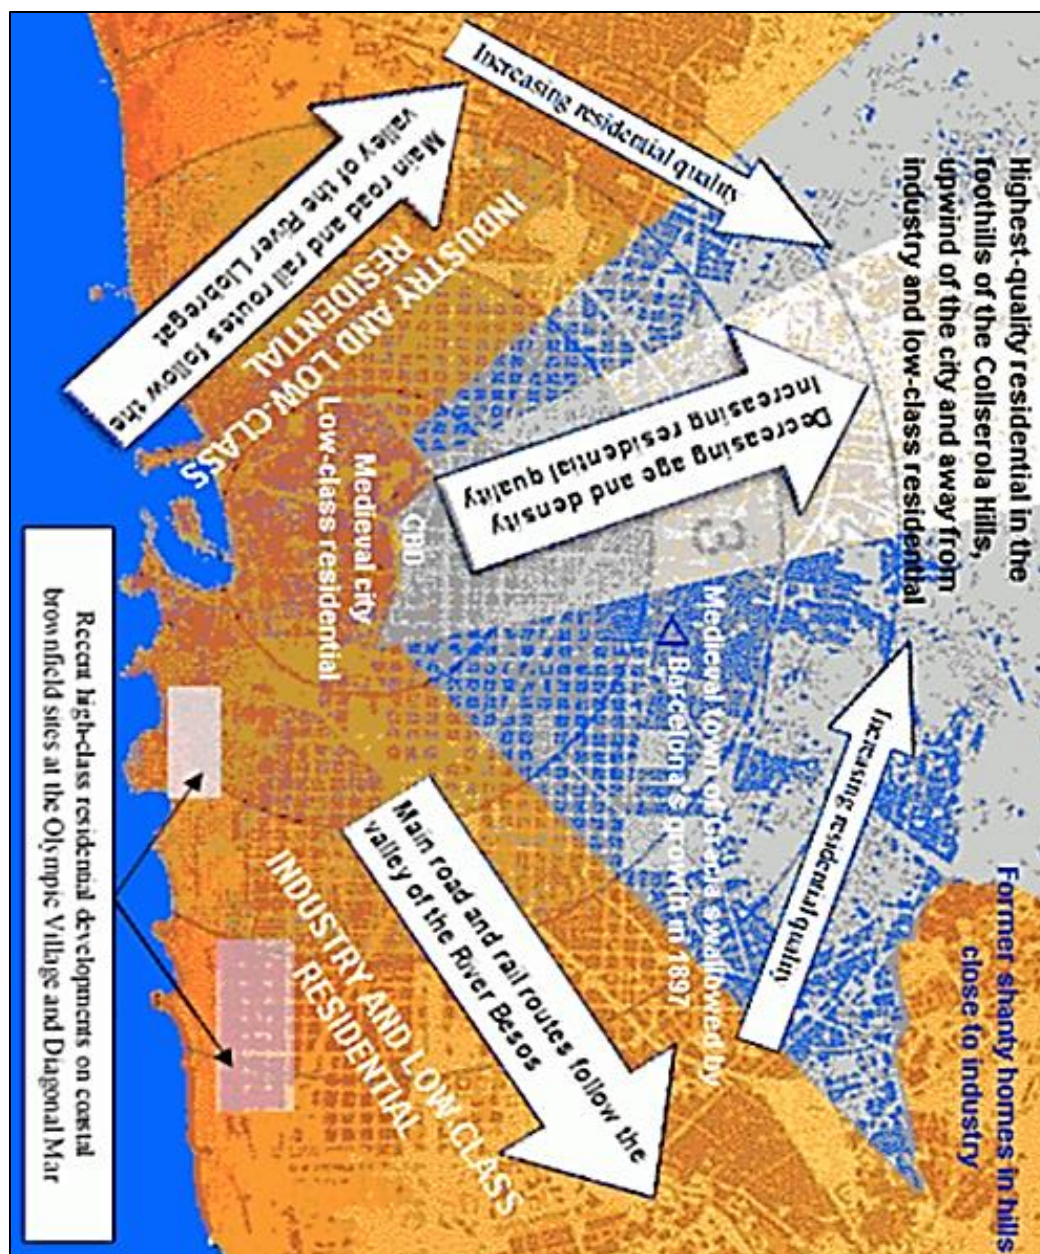 Highest-quality residential in the
foothills of the Collserola Hills,
upwind of the city and away from
industry and low-class residential
Former shanty homes in hills
close to industry
Increasing residential quality
Increasing residential quality
Decreasing age and density
Increasing residential quality
Medieval town of Gràcia swallowed by
Barcelona's growth in 1897
Main road and rail routes follow the
valley of the River Llobregat
INDUSTRY AND LOW-CLASS
RESIDENTIAL
CBD
Medieval city
Low-class residential
Main road and rail routes follow the
valley of the River Besos
INDUSTRY AND LOW-CLASS
RESIDENTIAL
Recent high-class residential developments on coastal
brownfield sites at the Olympic Village and Diagonal Mar